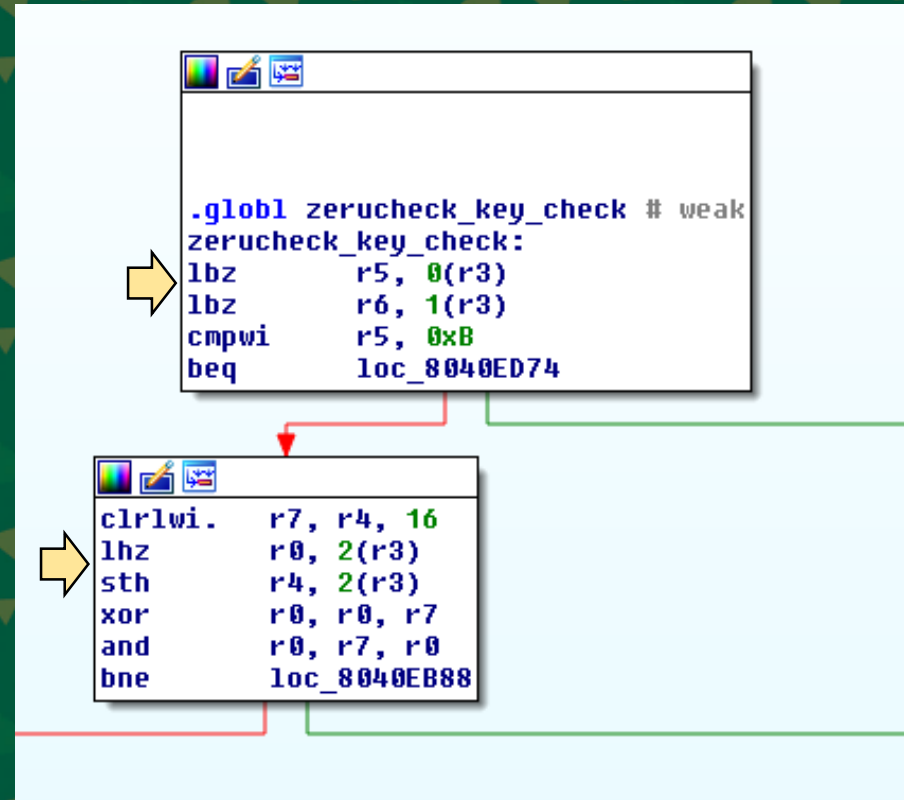 .globl zerucheck_key_check # weak
zerucheck_key_check:
lbz r5, 0(r3)
lbz r6, 1(r3)
cmpwi r5, 0xB
beq loc_8040ED74
clrlwi. r7, r4, 16
lhz r0, 2(r3)
sth r4, 2(r3)
xor r0, r0, r7
and r0, r7, r0
bne loc_8040EB88